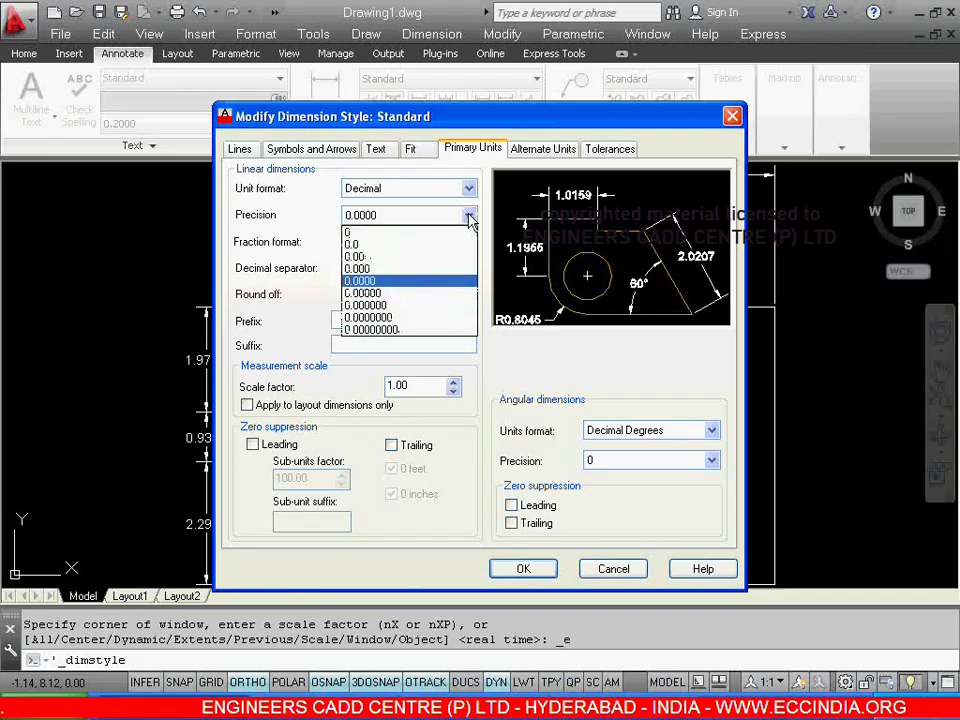 Drawing1.dwg
Type a keyword or phrase
Sign In
File Edit View Insert Format Tools Draw Dimension Modify Parametric Window Help Express
Home Insert Annotate Layout Parametric View Manage Output Plug-ins Online Express Tools
Multiline Text
Check Spelling
Standard
0.2000
Standard
Standard
Tables
Markup
Text
Modify Dimension Style: Standard
Lines Symbols and Arrows Text Fit Primary Units Alternate Units Tolerances
Linear dimensions
Unit format: Decimal
Precision 0.0000
0
0.0
0.00
0.000
0.0000
0.00000
0.000000
0.0000000
0.00000000
Fraction format:
Decimal separator:
Round off:
Prefix:
Suffix:
Measurement scale
Scale factor: 1.00
Apply to layout dimensions only
Zero suppression
Leading
Trailing
Sub-units factor:
100.00
0 feet
Sub-unit suffix:
0 inches
1.0159
1.1955
2.0207
60°
R0.8045
copyrighted material licensed to
ENGINEERS CADD CENTRE (P) LTD
Angular dimensions
Units format: Decimal Degrees
Precision: 0
Zero suppression
Leading
Trailing
OK Cancel Help
N
W TOP E
S
WCS
1.97
0.93
2.29
Y
X
Model Layout1 Layout2
Specify corner of window, enter a scale factor (nX or nXP), or
[All/Center/Dynamic/Extents/Previous/Scale/Window/Object] <real time>: _e
'_dimstyle
-1.14, 8.12, 0.00 INFER SNAP GRID ORTHO POLAR OSNAP 3DOSNAP OTRACK DUCS DYN LWT TPY QP SC AM MODEL 1:1
ENGINEERS CADD CENTRE (P) LTD - HYDERABAD - INDIA - WWW.ECCINDIA.ORG